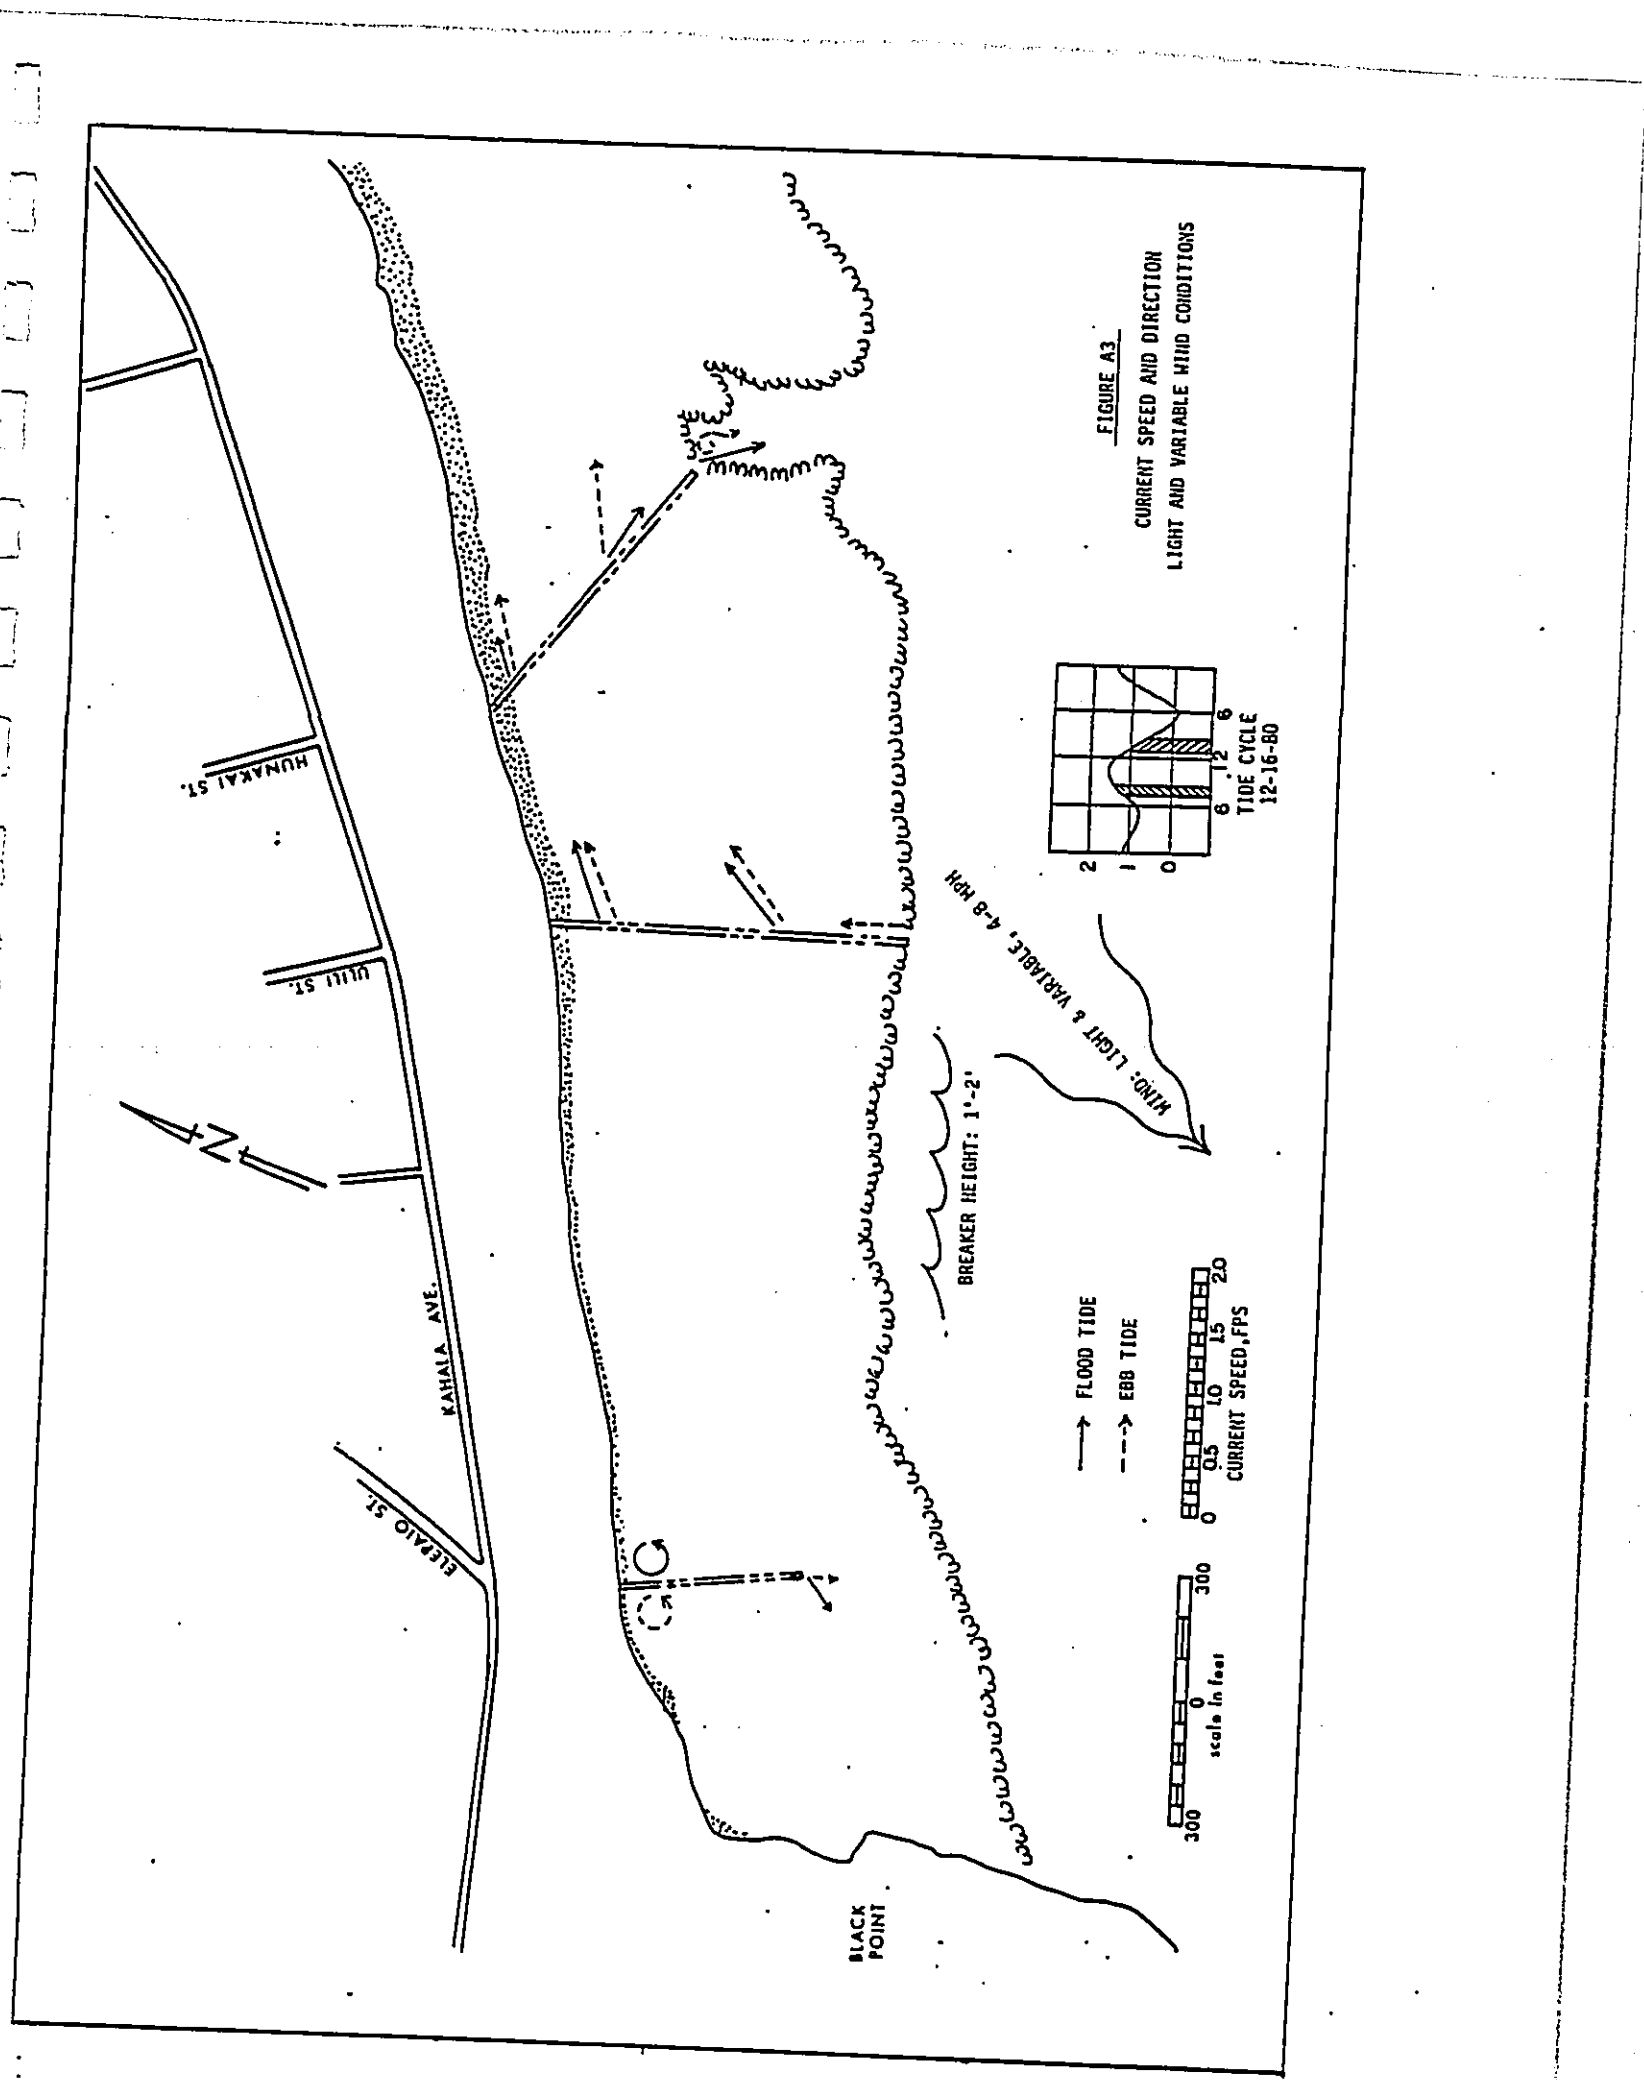 KAHALA AVE.
ELEPAIO ST.
ULILI ST.
HUNAKAI ST.
N
BLACK
POINT
BREAKER HEIGHT: 1'-2'
WIND: LIGHT & VARIABLE, 4-8 MPH
FLOOD TIDE
EBB TIDE
300 0 300
scale in feet
0 0.5 1.0 1.5 2.0
CURRENT SPEED, FPS
2
1
0
6 12 6
TIDE CYCLE
12-16-80
FIGURE A3
CURRENT SPEED AND DIRECTION
LIGHT AND VARIABLE WIND CONDITIONS